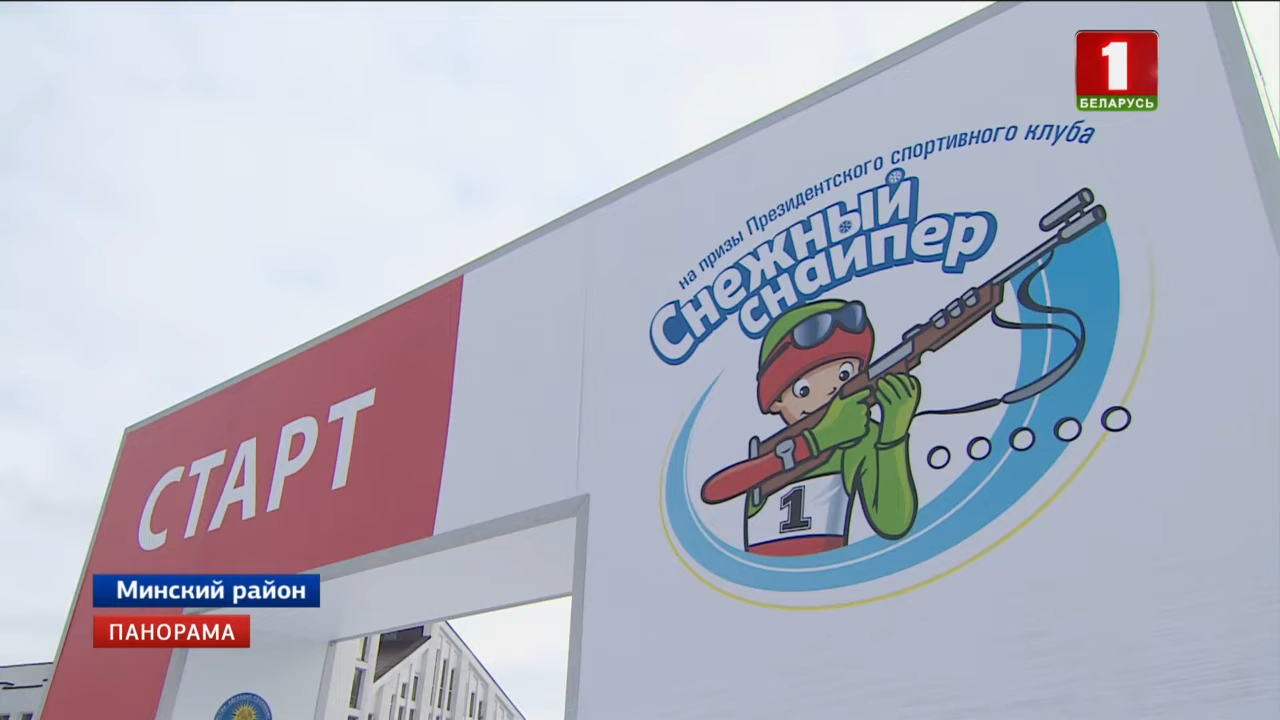 1
БЕЛАРУСЬ
на призы Президентского спортивного клуба
Снежный
снайпер
1
СТАРТ
Минский район
ПАНОРАМА